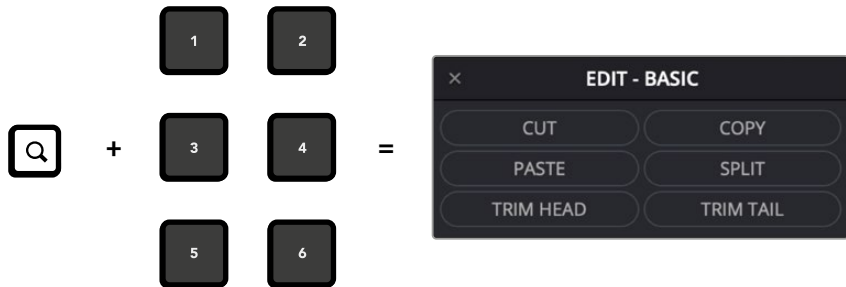 1 2
+ 3 4 =
5 6
× EDIT - BASIC
CUT COPY
PASTE SPLIT
TRIM HEAD TRIM TAIL